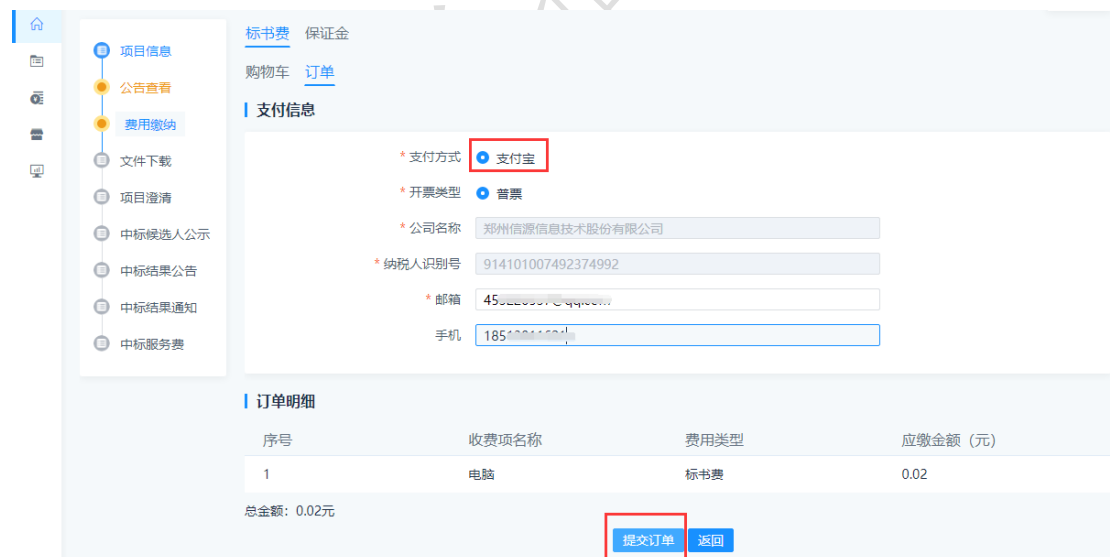 标书费 保证金
项目信息
购物车 订单
公告查看
支付信息
费用缴纳
* 支付方式 支付宝
文件下载
* 开票类型 普票
项目澄清
* 公司名称 郑州信源信息技术股份有限公司
中标候选人公示
* 纳税人识别号 914101007492374992
中标结果公告
* 邮箱
中标结果通知
手机
中标服务费
订单明细
序号 收费项名称 费用类型 应缴金额（元）
1 电脑 标书费 0.02
总金额：0.02元
提交订单 返回